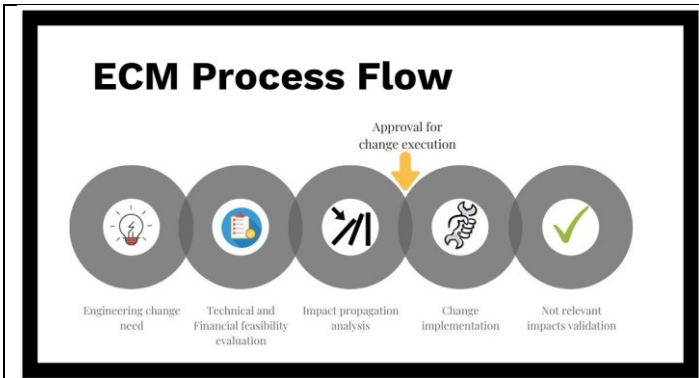 ECM Process Flow
Approval for
change execution
Engineering change
need
Technical and
Financial feasibility
evaluation
Impact propagation
analysis
Change
implementation
Not relevant
impacts validation